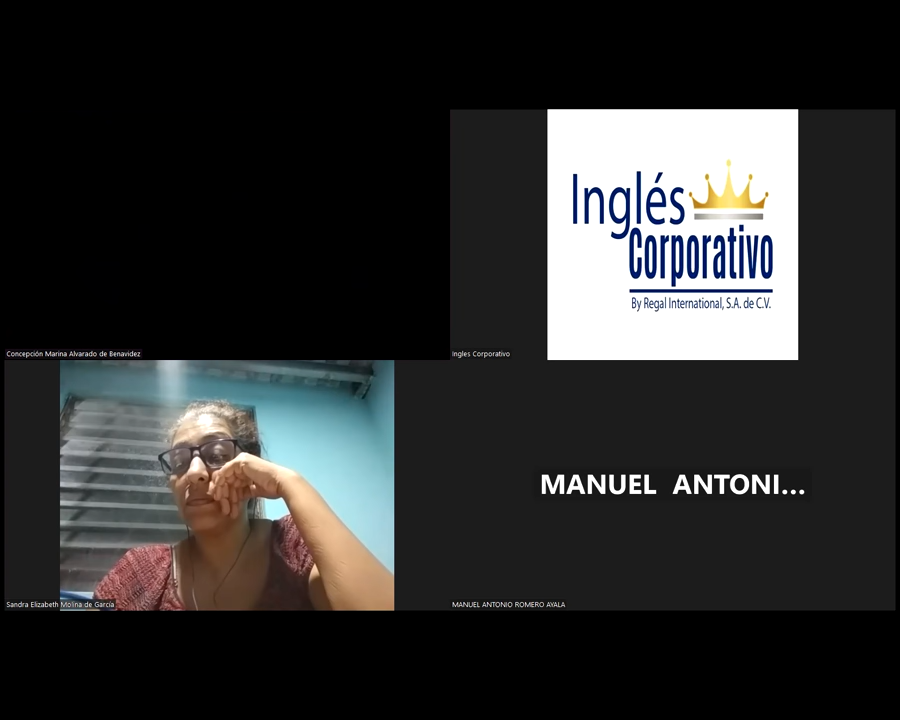 Inglés
Corporativo
By Regal International, S.A. de C.V.
Concepción Marina Alvarado de Benavidez
Ingles Corporativo
MANUEL ANTONI...
Sandra Elizabeth Molina de Garcia
MANUEL ANTONIO ROMERO AYALA